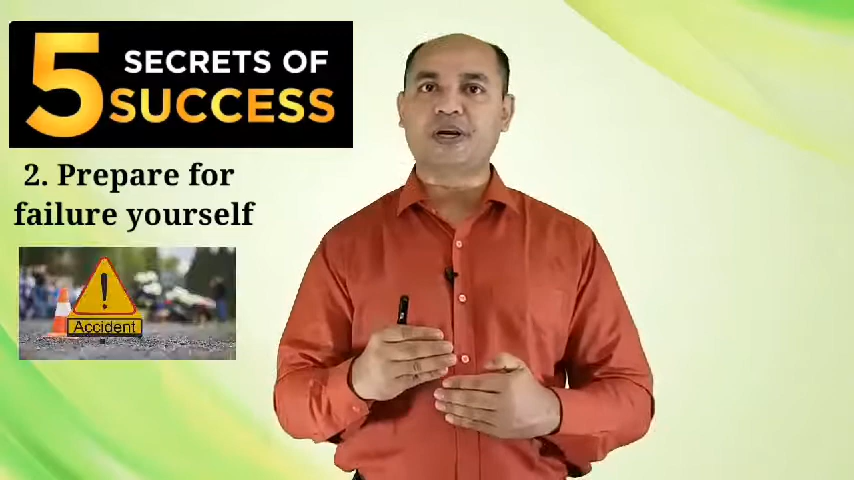 5 SECRETS OF
SUCCESS
2. Prepare for
failure yourself
Accident